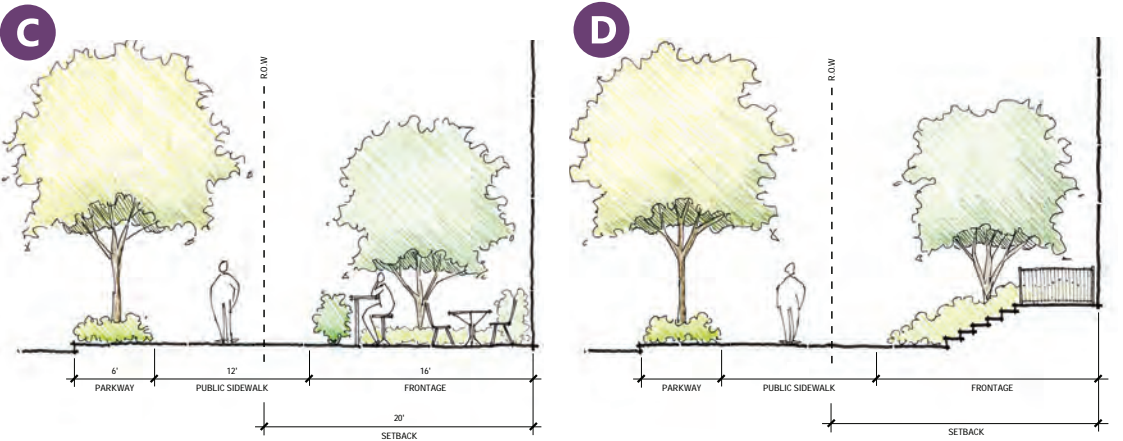 C
R.O.W
6'
12'
16'
PARKWAY
PUBLIC SIDEWALK
FRONTAGE
20'
SETBACK
D
R.O.W
PARKWAY
PUBLIC SIDEWALK
FRONTAGE
SETBACK